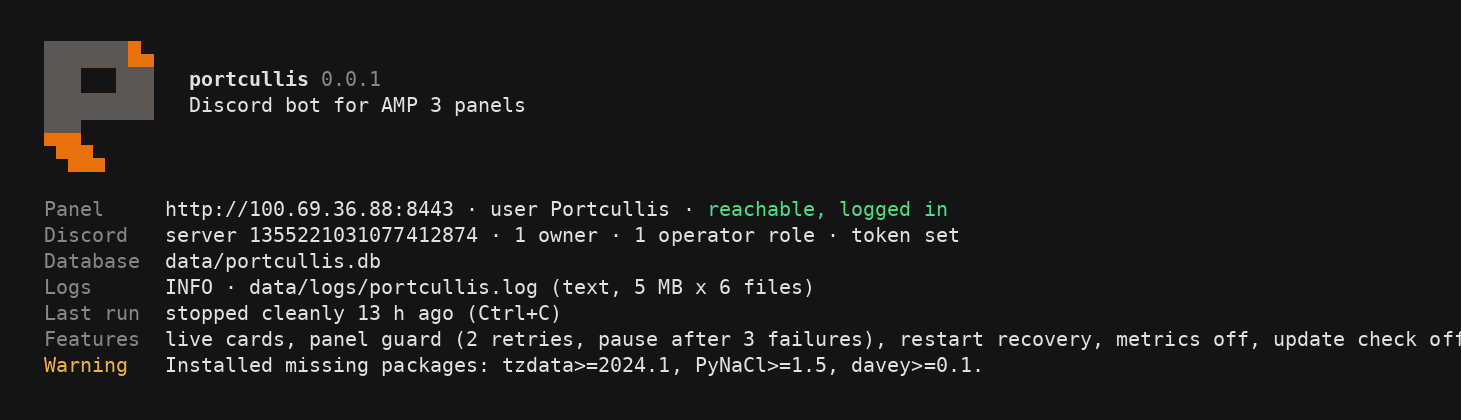 portcullis 0.0.1
Discord bot for AMP 3 panels
Panel http://100.69.36.88:8443 · user Portcullis · reachable, logged in
Discord server 1355221031077412874 · 1 owner · 1 operator role · token set
Database data/portcullis.db
Logs INFO · data/logs/portcullis.log (text, 5 MB x 6 files)
Last run stopped cleanly 13 h ago (Ctrl+C)
Features live cards, panel guard (2 retries, pause after 3 failures), restart recovery, metrics off, update check off
Warning Installed missing packages: tzdata>=2024.1, PyNaCl>=1.5, davey>=0.1.